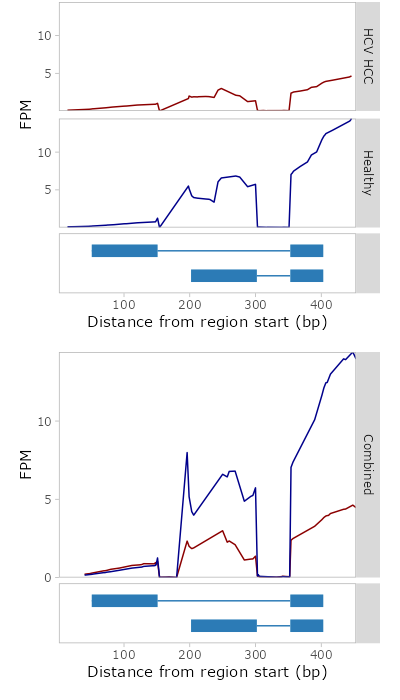 10
5
HCV HCC
FPM
10
5
Healthy
100 200 300 400
Distance from region start (bp)
10
5
0
FPM
Combined
100 200 300 400
Distance from region start (bp)